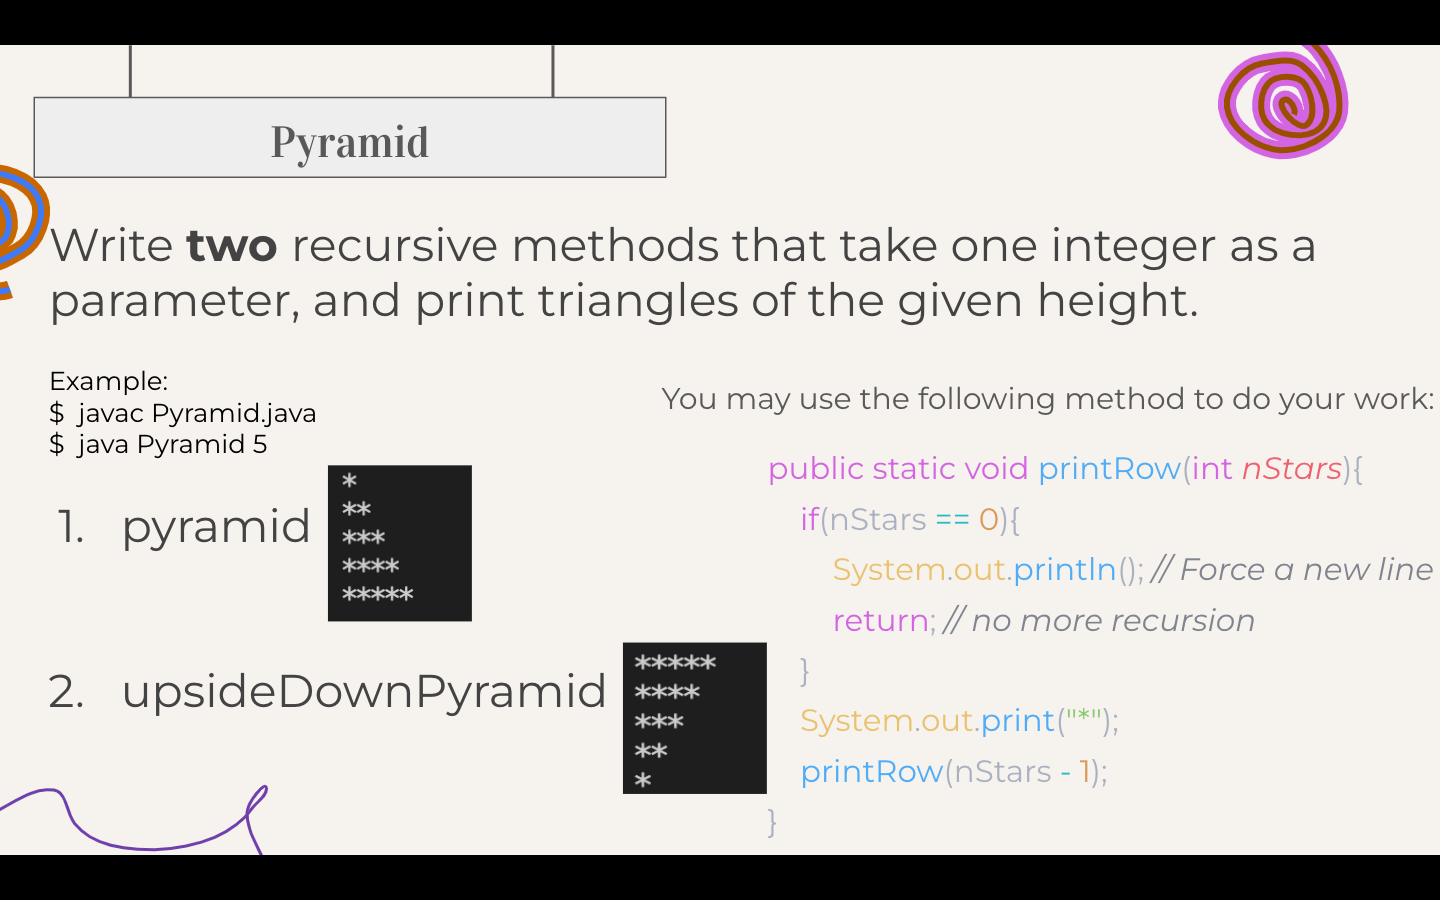 Pyramid
Write two recursive methods that take one integer as a
parameter, and print triangles of the given height.
Example:
$ javac Pyramid.java
$ java Pyramid 5
1. pyramid
*
**
***
****
*****
2. upsideDownPyramid
*****
****
***
**
*
You may use the following method to do your work:
public static void printRow(int nStars){
if(nStars == 0){
System.out.println(); // Force a new line
return; // no more recursion
}
System.out.print("*");
printRow(nStars - 1);
}